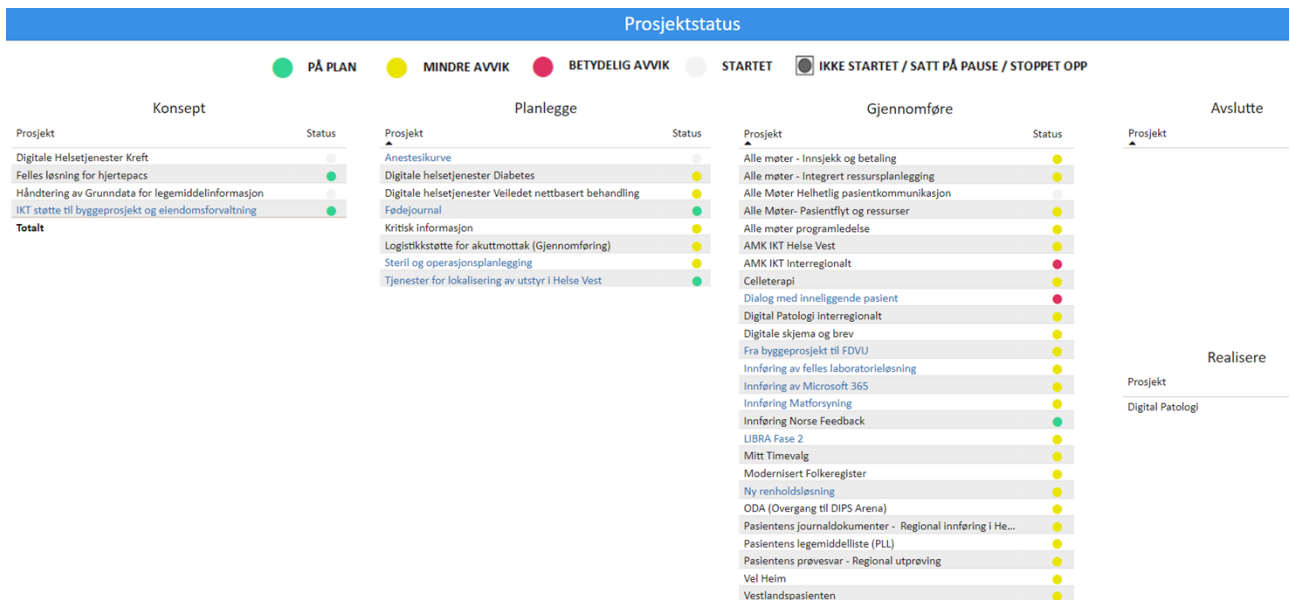 Prosjektstatus
PÅ PLAN MINDRE AVVIK BETYDELIG AVVIK STARTET IKKE STARTET / SATT PÅ PAUSE / STOPPET OPP
Konsept
Prosjekt Status
Digitale Helsetjenester Kreft
Felles løsning for hjertepacs
Håndtering av Grunndata for legemiddelinformasjon
IKT støtte til byggeprosjekt og eiendomsforvaltning
Totalt
Planlegge
Prosjekt Status
Anestesikurve
Digitale helsetjenester Diabetes
Digitale helsetjenester Veiledet nettbasert behandling
Fødejournal
Kritisk informasjon
Logistikkstøtte for akuttmottak (Gjennomføring)
Steril og operasjonsplanlegging
Tjenester for lokalisering av utstyr i Helse Vest
Gjennomføre
Prosjekt Status
Alle møter - Innsjekk og betaling
Alle møter - Integrert ressursplanlegging
Alle Møter Helhetlig pasientkommunikasjon
Alle Møter- Pasientflyt og ressurser
Alle møter programledelse
AMK IKT Helse Vest
AMK IKT Interregionalt
Celleterapi
Dialog med inneliggende pasient
Digital Patologi interregionalt
Digitale skjema og brev
Fra byggeprosjekt til FDVU
Innføring av felles laboratorieløsning
Innføring av Microsoft 365
Innføring Matforsyning
Innføring Norse Feedback
LIBRA Fase 2
Mitt Timevalg
Modernisert Folkeregister
Ny renholdsløsning
ODA (Overgang til DIPS Arena)
Pasientens journaldokumenter - Regional innføring i He...
Pasientens legemiddelliste (PLL)
Pasientens prøvesvar - Regional utprøving
Vel Heim
Vestlandspasienten
Avslutte
Prosjekt
Realisere
Prosjekt
Digital Patologi